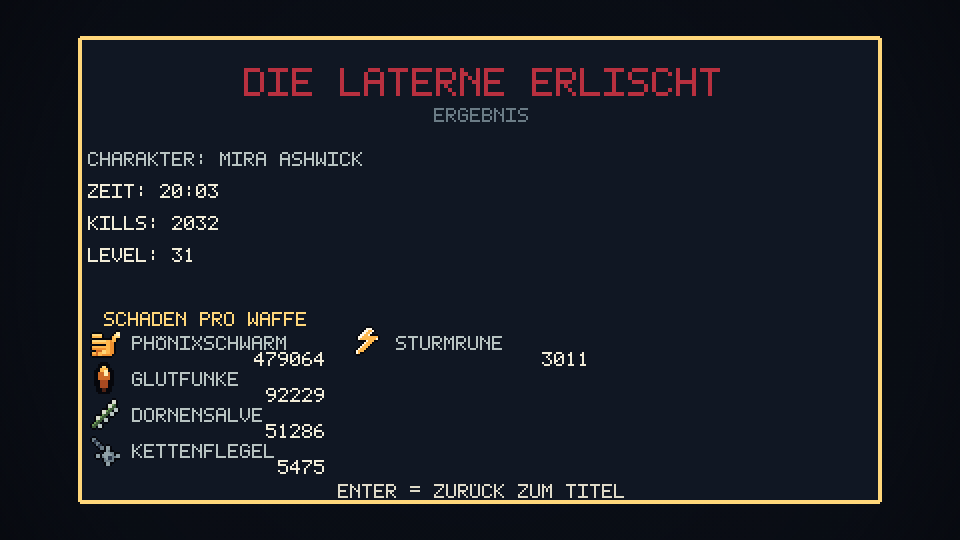 DIE LATERNE ERLISCHT
ERGEBNIS
CHARAKTER: MIRA ASHWICK
ZEIT: 20:03
KILLS: 2032
LEVEL: 31
SCHADEN PRO WAFFE
PHÖNIXSCHWARM
479064
GLUTFUNKE
92229
DORNENSALVE
51286
KETTENFLEGEL
5475
STURMRUNE
3011
ENTER = ZURÜCK ZUM TITEL